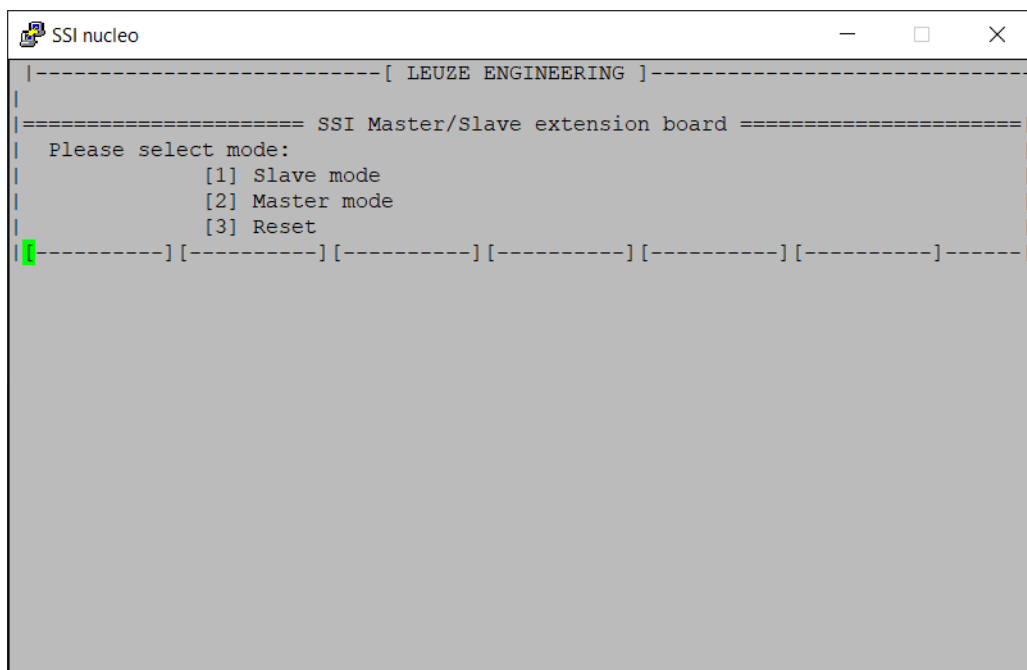 SSI nucleo
|---------------------------[ LEUZE ENGINEERING ]-----------------------------
|
|====================== SSI Master/Slave extension board ======================|
| Please select mode: |
| [1] Slave mode |
| [2] Master mode |
| [3] Reset |
|[----------][----------][----------][----------][----------][----------]------|